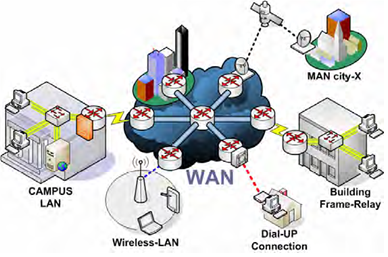 MAN city-X
WAN
CAMPUS
LAN
Building
Frame-Relay
Wireless-LAN
Dial-UP
Connection